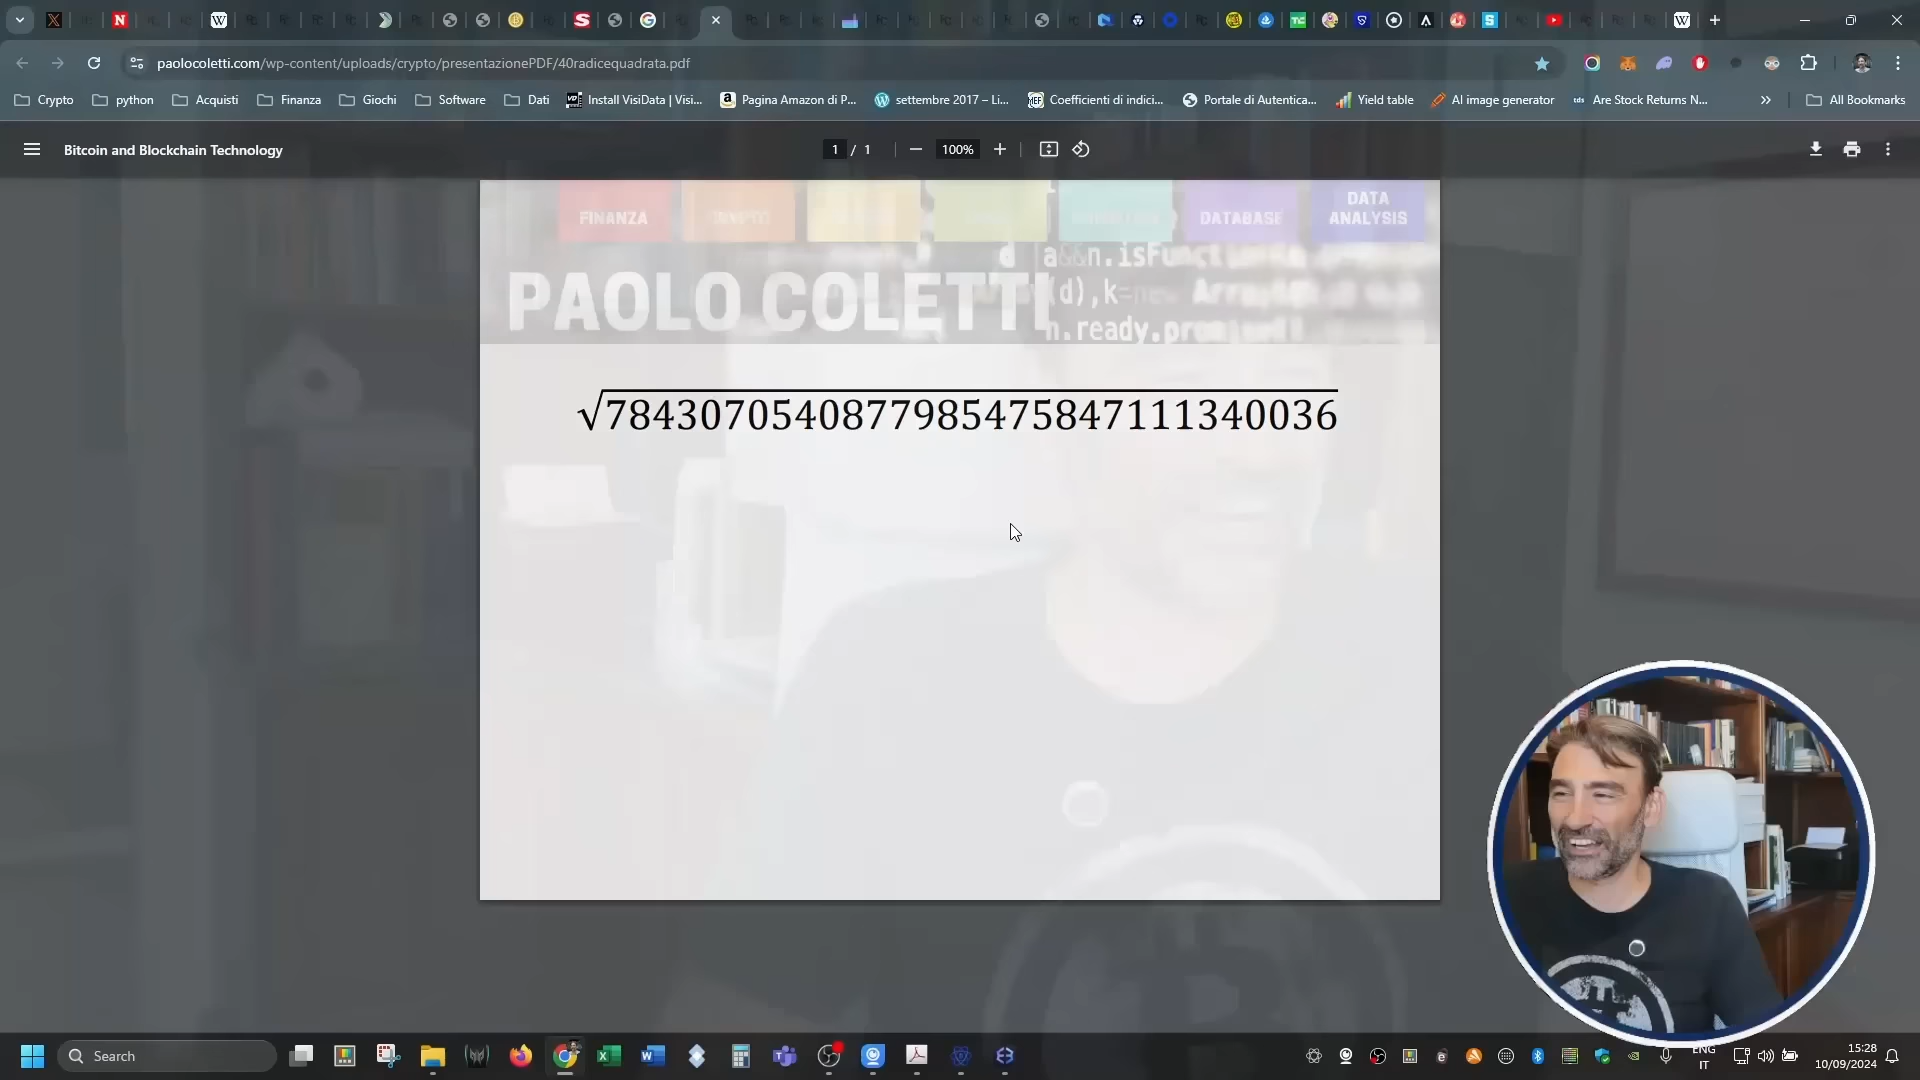 paolocoletti.com/wp-content/uploads/crypto/presentazionePDF/40radicequadrata.pdf
Crypto
python
Acquisti
Finanza
Giochi
Software
Dati
Install VisiData | Visi...
Pagina Amazon di P...
settembre 2017 – Li...
Coefficienti di indici...
Portale di Autentica...
Yield table
AI image generator
Are Stock Returns N...
All Bookmarks
Bitcoin and Blockchain Technology
1 / 1
100%
FINANZA
CRYPTO
DATABASE
DATA
ANALYSIS
PAOLO COLETTI
√7843070540877985475847111340036
Search
ENG
IT
15:28
10/09/2024